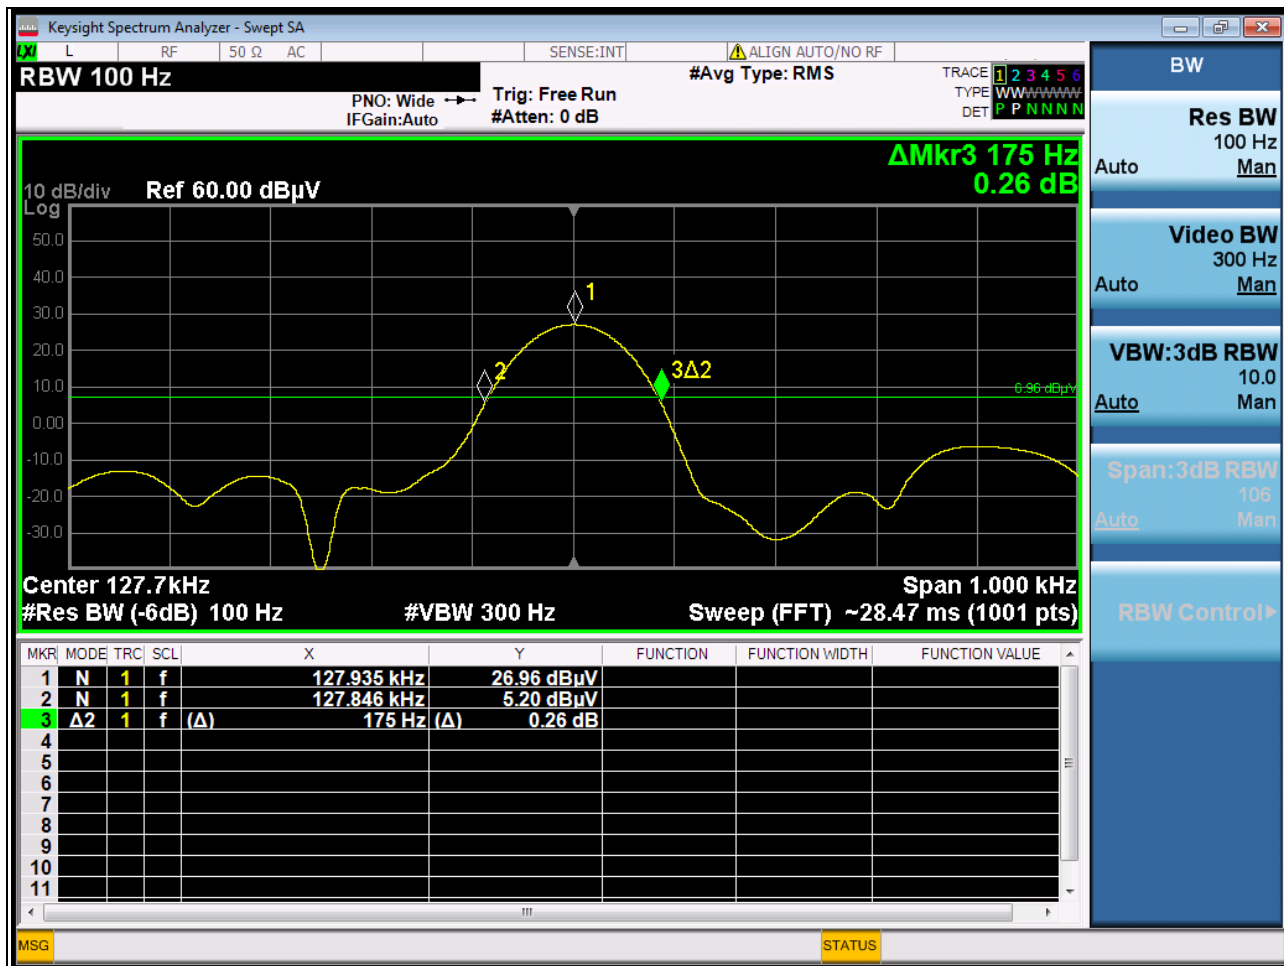 Keysight Spectrum Analyzer - Swept SA
LXI L RF 50 Ω AC SENSE:INT ALIGN AUTO/NO RF
RBW 100 Hz
PNO: Wide
IFGain:Auto
Trig: Free Run
#Atten: 0 dB
#Avg Type: RMS
TRACE 1 2 3 4 5 6
TYPE WWWWWWW
DET P P N N N N
ΔMkr3 175 Hz
0.26 dB
10 dB/div Ref 60.00 dBµV
Log
50.0
40.0
30.0
20.0
10.0
0.00
-10.0
-20.0
-30.0
1
2
3Δ2
6.96 dBµV
Center 127.7kHz Span 1.000 kHz
#Res BW (-6dB) 100 Hz #VBW 300 Hz Sweep (FFT) ~28.47 ms (1001 pts)
MKR MODE TRC SCL X Y FUNCTION FUNCTION WIDTH FUNCTION VALUE
1 N 1 f 127.935 kHz 26.96 dBµV
2 N 1 f 127.846 kHz 5.20 dBµV
3 Δ2 1 f (Δ) 175 Hz (Δ) 0.26 dB
4
5
6
7
8
9
10
11
MSG STATUS
BW
Res BW
100 Hz
Auto Man
Video BW
300 Hz
Auto Man
VBW:3dB RBW
10.0
Auto Man
Span:3dB RBW
106
Auto Man
RBW Control